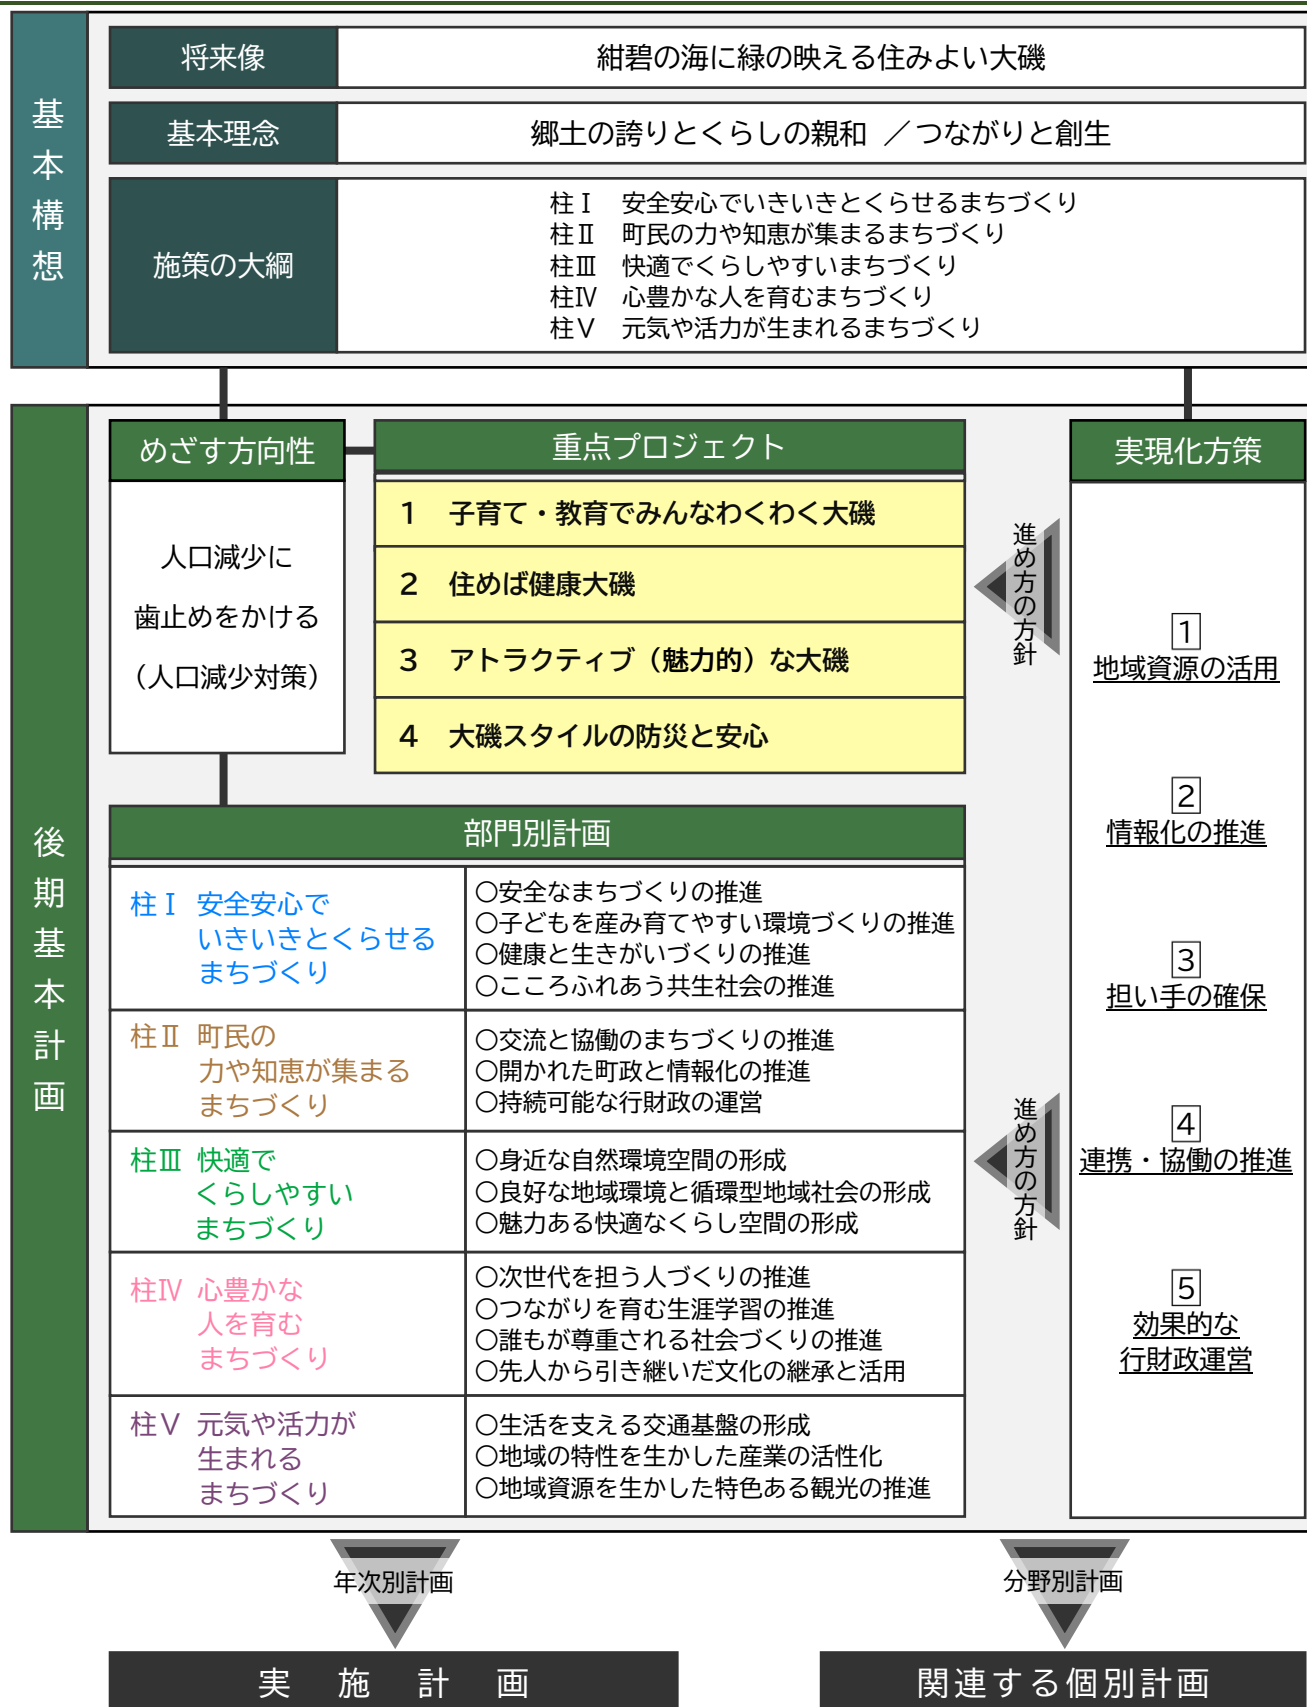 基本構想
将来像
紺碧の海に緑の映える住みよい大磯
基本理念
郷土の誇りとくらしの親和 ／つながりと創生
施策の大綱
柱Ⅰ 安全安心でいきいきとくらせるまちづくり
柱Ⅱ 町民の力や知恵が集まるまちづくり
柱Ⅲ 快適でくらしやすいまちづくり
柱Ⅳ 心豊かな人を育むまちづくり
柱Ⅴ 元気や活力が生まれるまちづくり
後期基本計画
めざす方向性
人口減少に
歯止めをかける
（人口減少対策）
重点プロジェクト
1 子育て・教育でみんなわくわく大磯
2 住めば健康大磯
3 アトラクティブ（魅力的）な大磯
4 大磯スタイルの防災と安心
進め方の方針
実現化方策
1
地域資源の活用
2
情報化の推進
3
担い手の確保
4
連携・協働の推進
5
効果的な
行財政運営
部門別計画
柱Ⅰ 安全安心で
いきいきとくらせる
まちづくり
○安全なまちづくりの推進
○子どもを産み育てやすい環境づくりの推進
○健康と生きがいづくりの推進
○こころふれあう共生社会の推進
柱Ⅱ 町民の
力や知恵が集まる
まちづくり
○交流と協働のまちづくりの推進
○開かれた町政と情報化の推進
○持続可能な行財政の運営
柱Ⅲ 快適で
くらしやすい
まちづくり
○身近な自然環境空間の形成
○良好な地域環境と循環型地域社会の形成
○魅力ある快適なくらし空間の形成
柱Ⅳ 心豊かな
人を育む
まちづくり
○次世代を担う人づくりの推進
○つながりを育む生涯学習の推進
○誰もが尊重される社会づくりの推進
○先人から引き継いだ文化の継承と活用
柱Ⅴ 元気や活力が
生まれる
まちづくり
○生活を支える交通基盤の形成
○地域の特性を生かした産業の活性化
○地域資源を生かした特色ある観光の推進
進め方の方針
年次別計画
分野別計画
実施計画
関連する個別計画